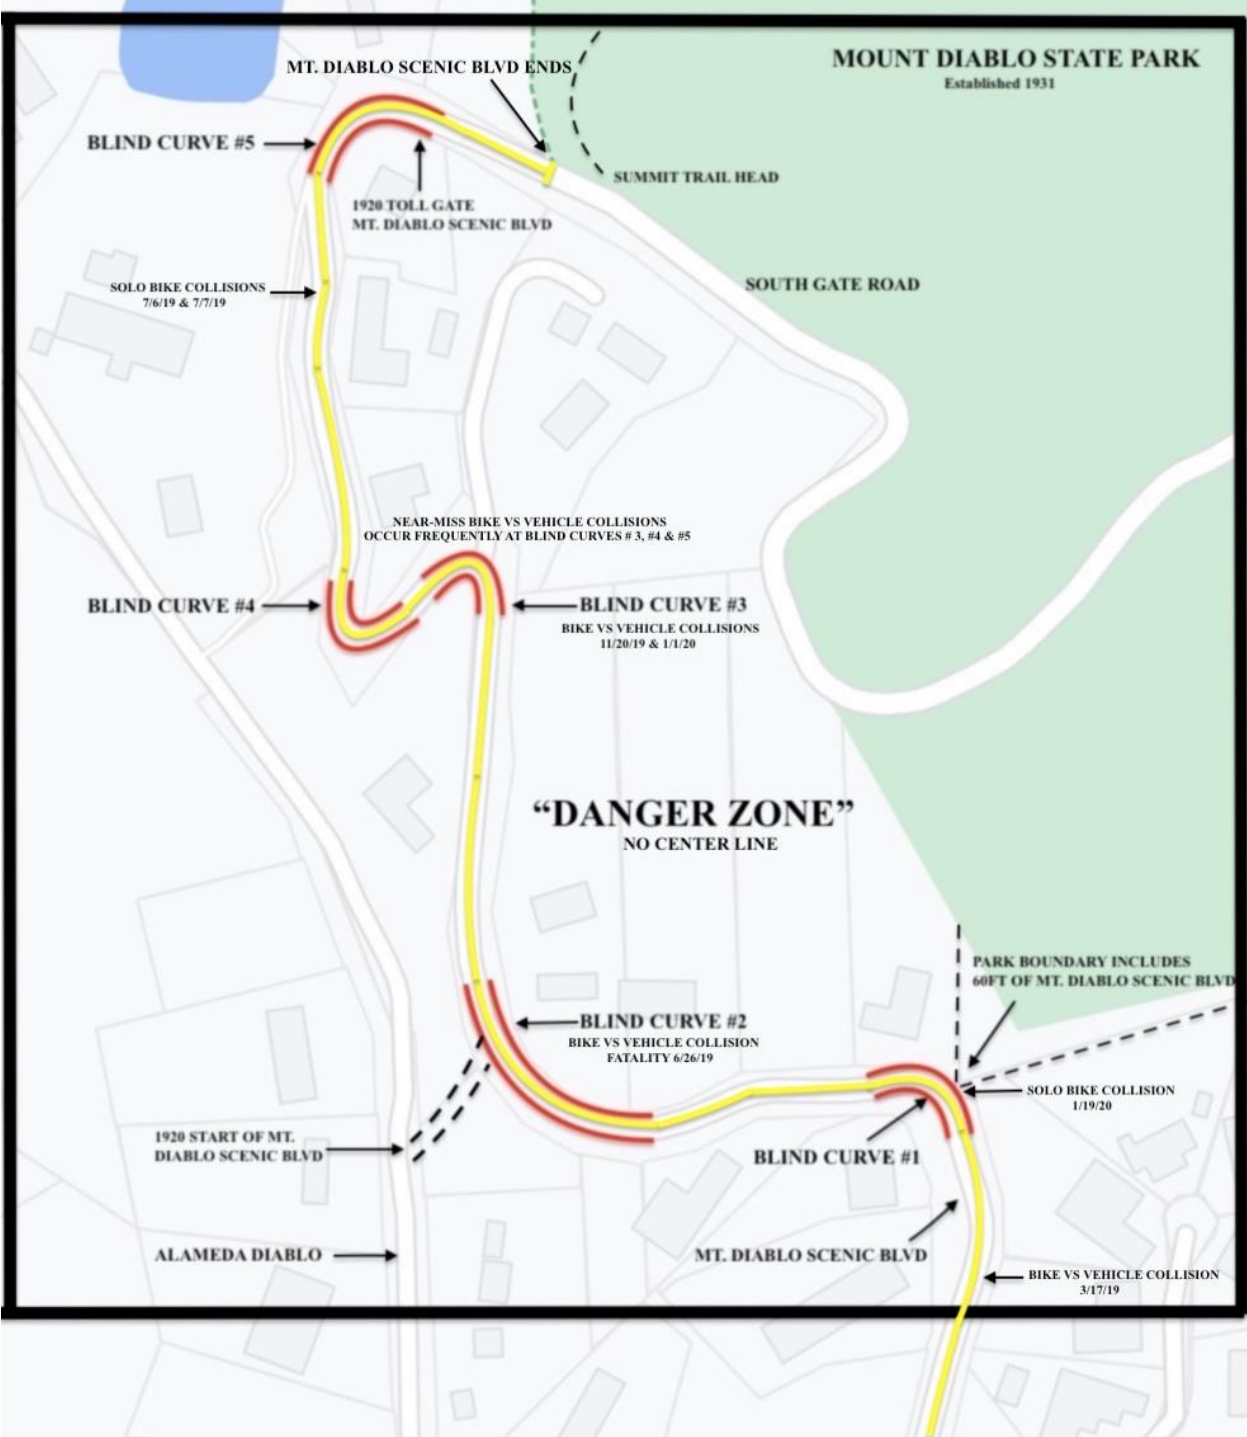 MOUNT DIABLO STATE PARK
Established 1931
MT. DIABLO SCENIC BLVD ENDS
BLIND CURVE #5
SUMMIT TRAIL HEAD
1920 TOLL GATE
MT. DIABLO SCENIC BLVD
SOUTH GATE ROAD
SOLO BIKE COLLISIONS
7/6/19 & 7/7/19
NEAR-MISS BIKE VS VEHICLE COLLISIONS
OCCUR FREQUENTLY AT BLIND CURVES # 3, #4 & #5
BLIND CURVE #4
BLIND CURVE #3
BIKE VS VEHICLE COLLISIONS
11/20/19 & 1/1/20
“DANGER ZONE”
NO CENTER LINE
PARK BOUNDARY INCLUDES
60FT OF MT. DIABLO SCENIC BLVD
BLIND CURVE #2
BIKE VS VEHICLE COLLISION
FATALITY 6/26/19
SOLO BIKE COLLISION
1/19/20
1920 START OF MT.
DIABLO SCENIC BLVD
BLIND CURVE #1
ALAMEDA DIABLO
MT. DIABLO SCENIC BLVD
BIKE VS VEHICLE COLLISION
3/17/19